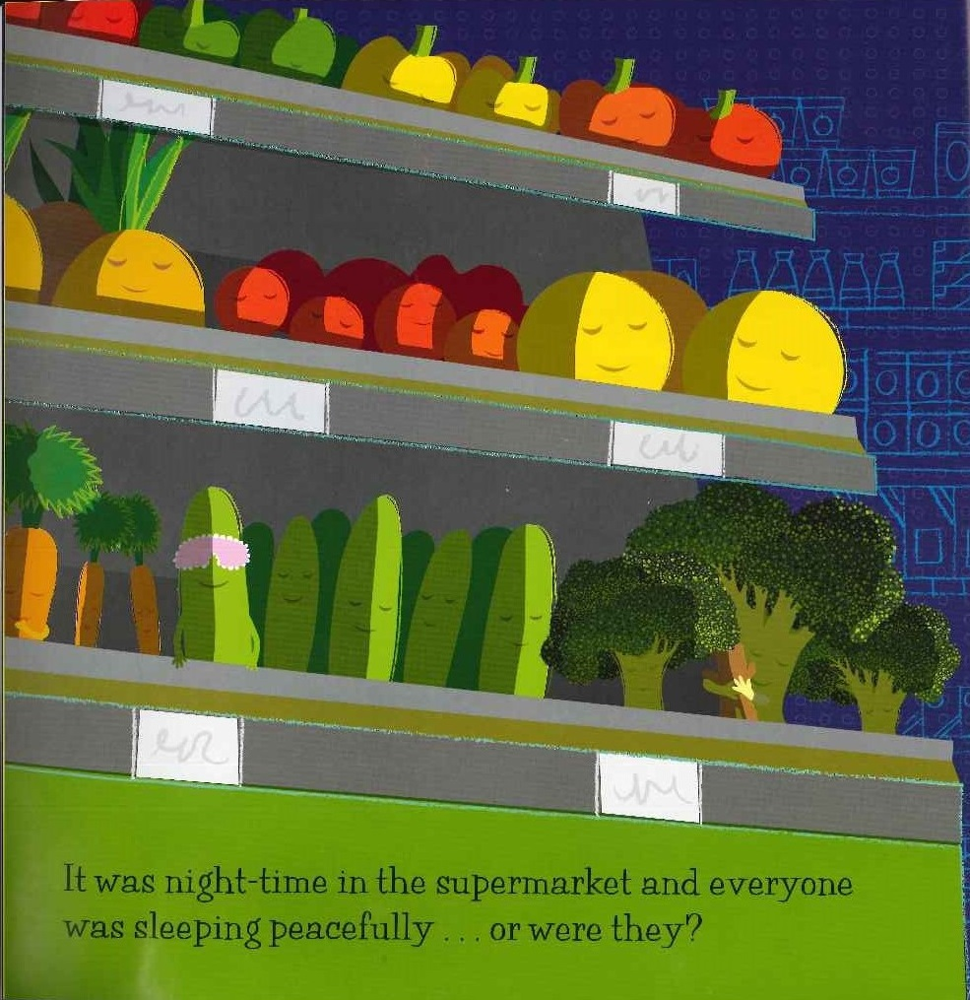 It was night-time in the supermarket and everyone
was sleeping peacefully . . . or were they?